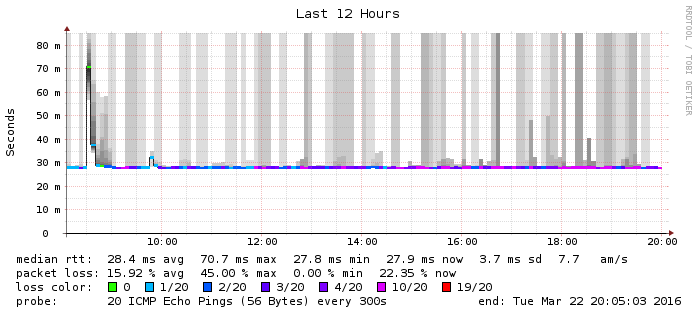 Last 12 Hours
RRDTOOL / TOBI OETIKER
Seconds
80 m
70 m
60 m
50 m
40 m
30 m
20 m
10 m
0
10:00 12:00 14:00 16:00 18:00 20:00
median rtt: 28.4 ms avg 70.7 ms max 27.8 ms min 27.9 ms now 3.7 ms sd 7.7 am/s
packet loss: 15.92 % avg 45.00 % max 0.00 % min 22.35 % now
loss color: 0 1/20 2/20 3/20 4/20 10/20 19/20
probe: 20 ICMP Echo Pings (56 Bytes) every 300s end: Tue Mar 22 20:05:03 2016